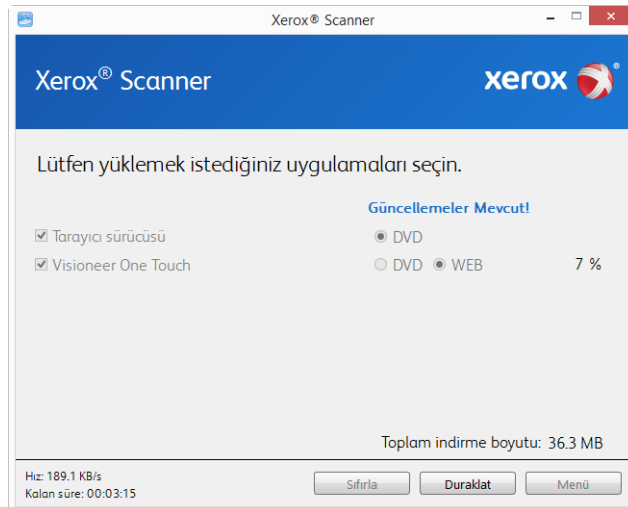 Xerox® Scanner
Xerox® Scanner
xerox®
Lütfen yüklemek istediğiniz uygulamaları seçin.
Güncellemeler Mevcut!
Tarayıcı sürücüsü DVD
Visioneer One Touch DVD WEB 7 %
Toplam indirme boyutu: 36.3 MB
Hız: 189.1 KB/s
Kalan süre: 00:03:15
Sıfırla Duraklat Menü